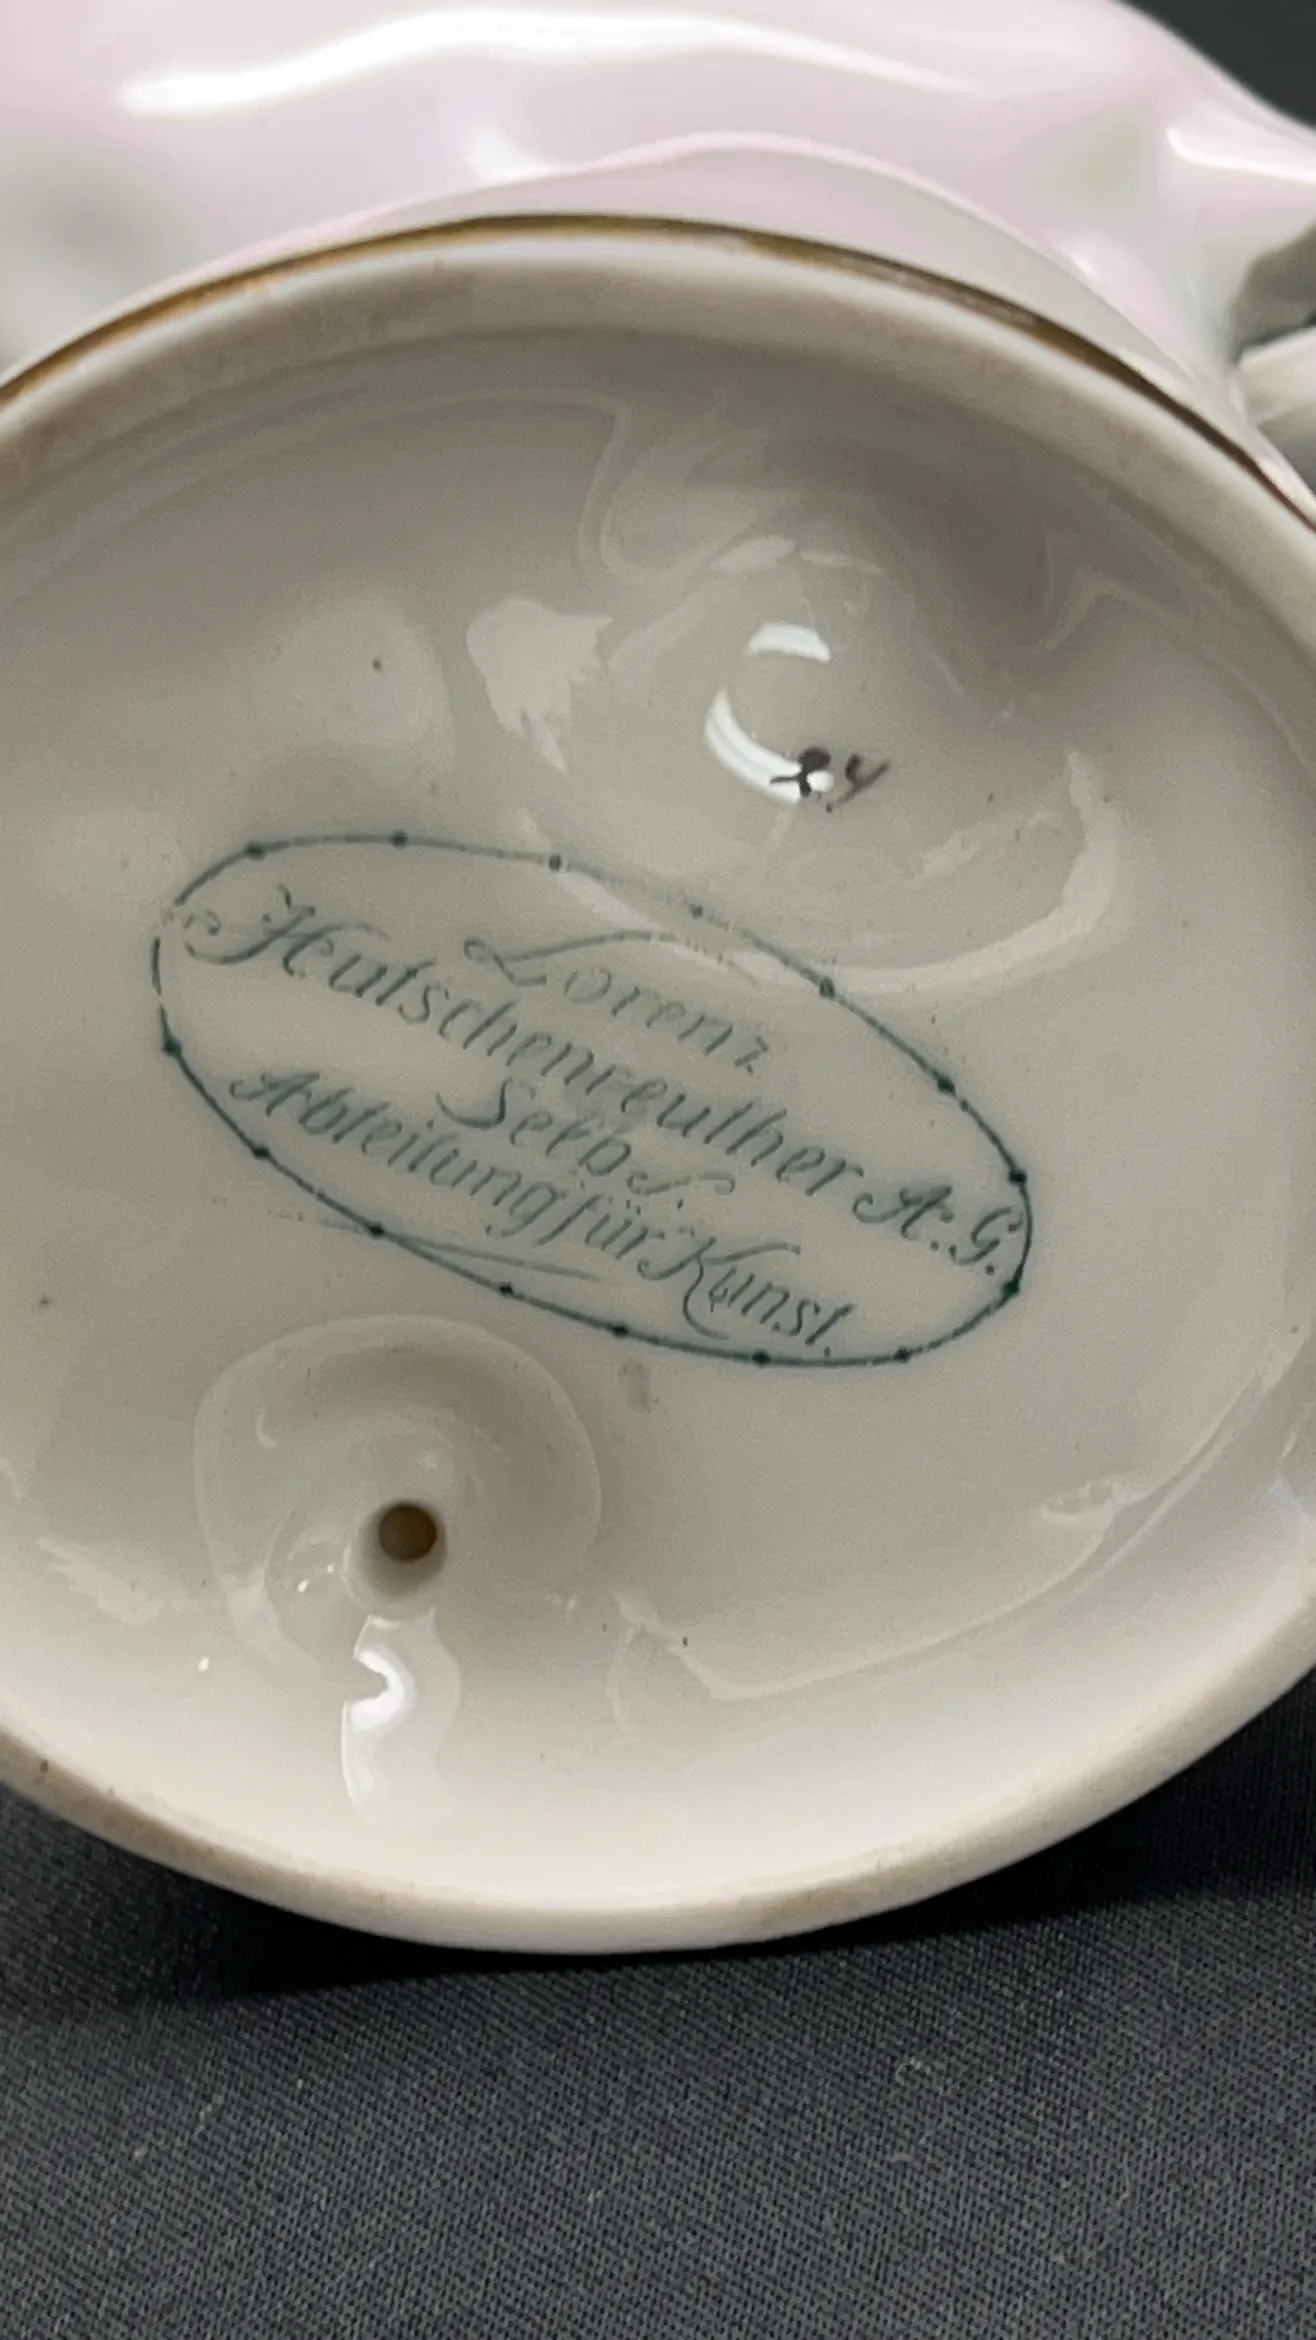 Lorenz
Hutschenreuther A.G.
Selb
Abteilung für Kunst.